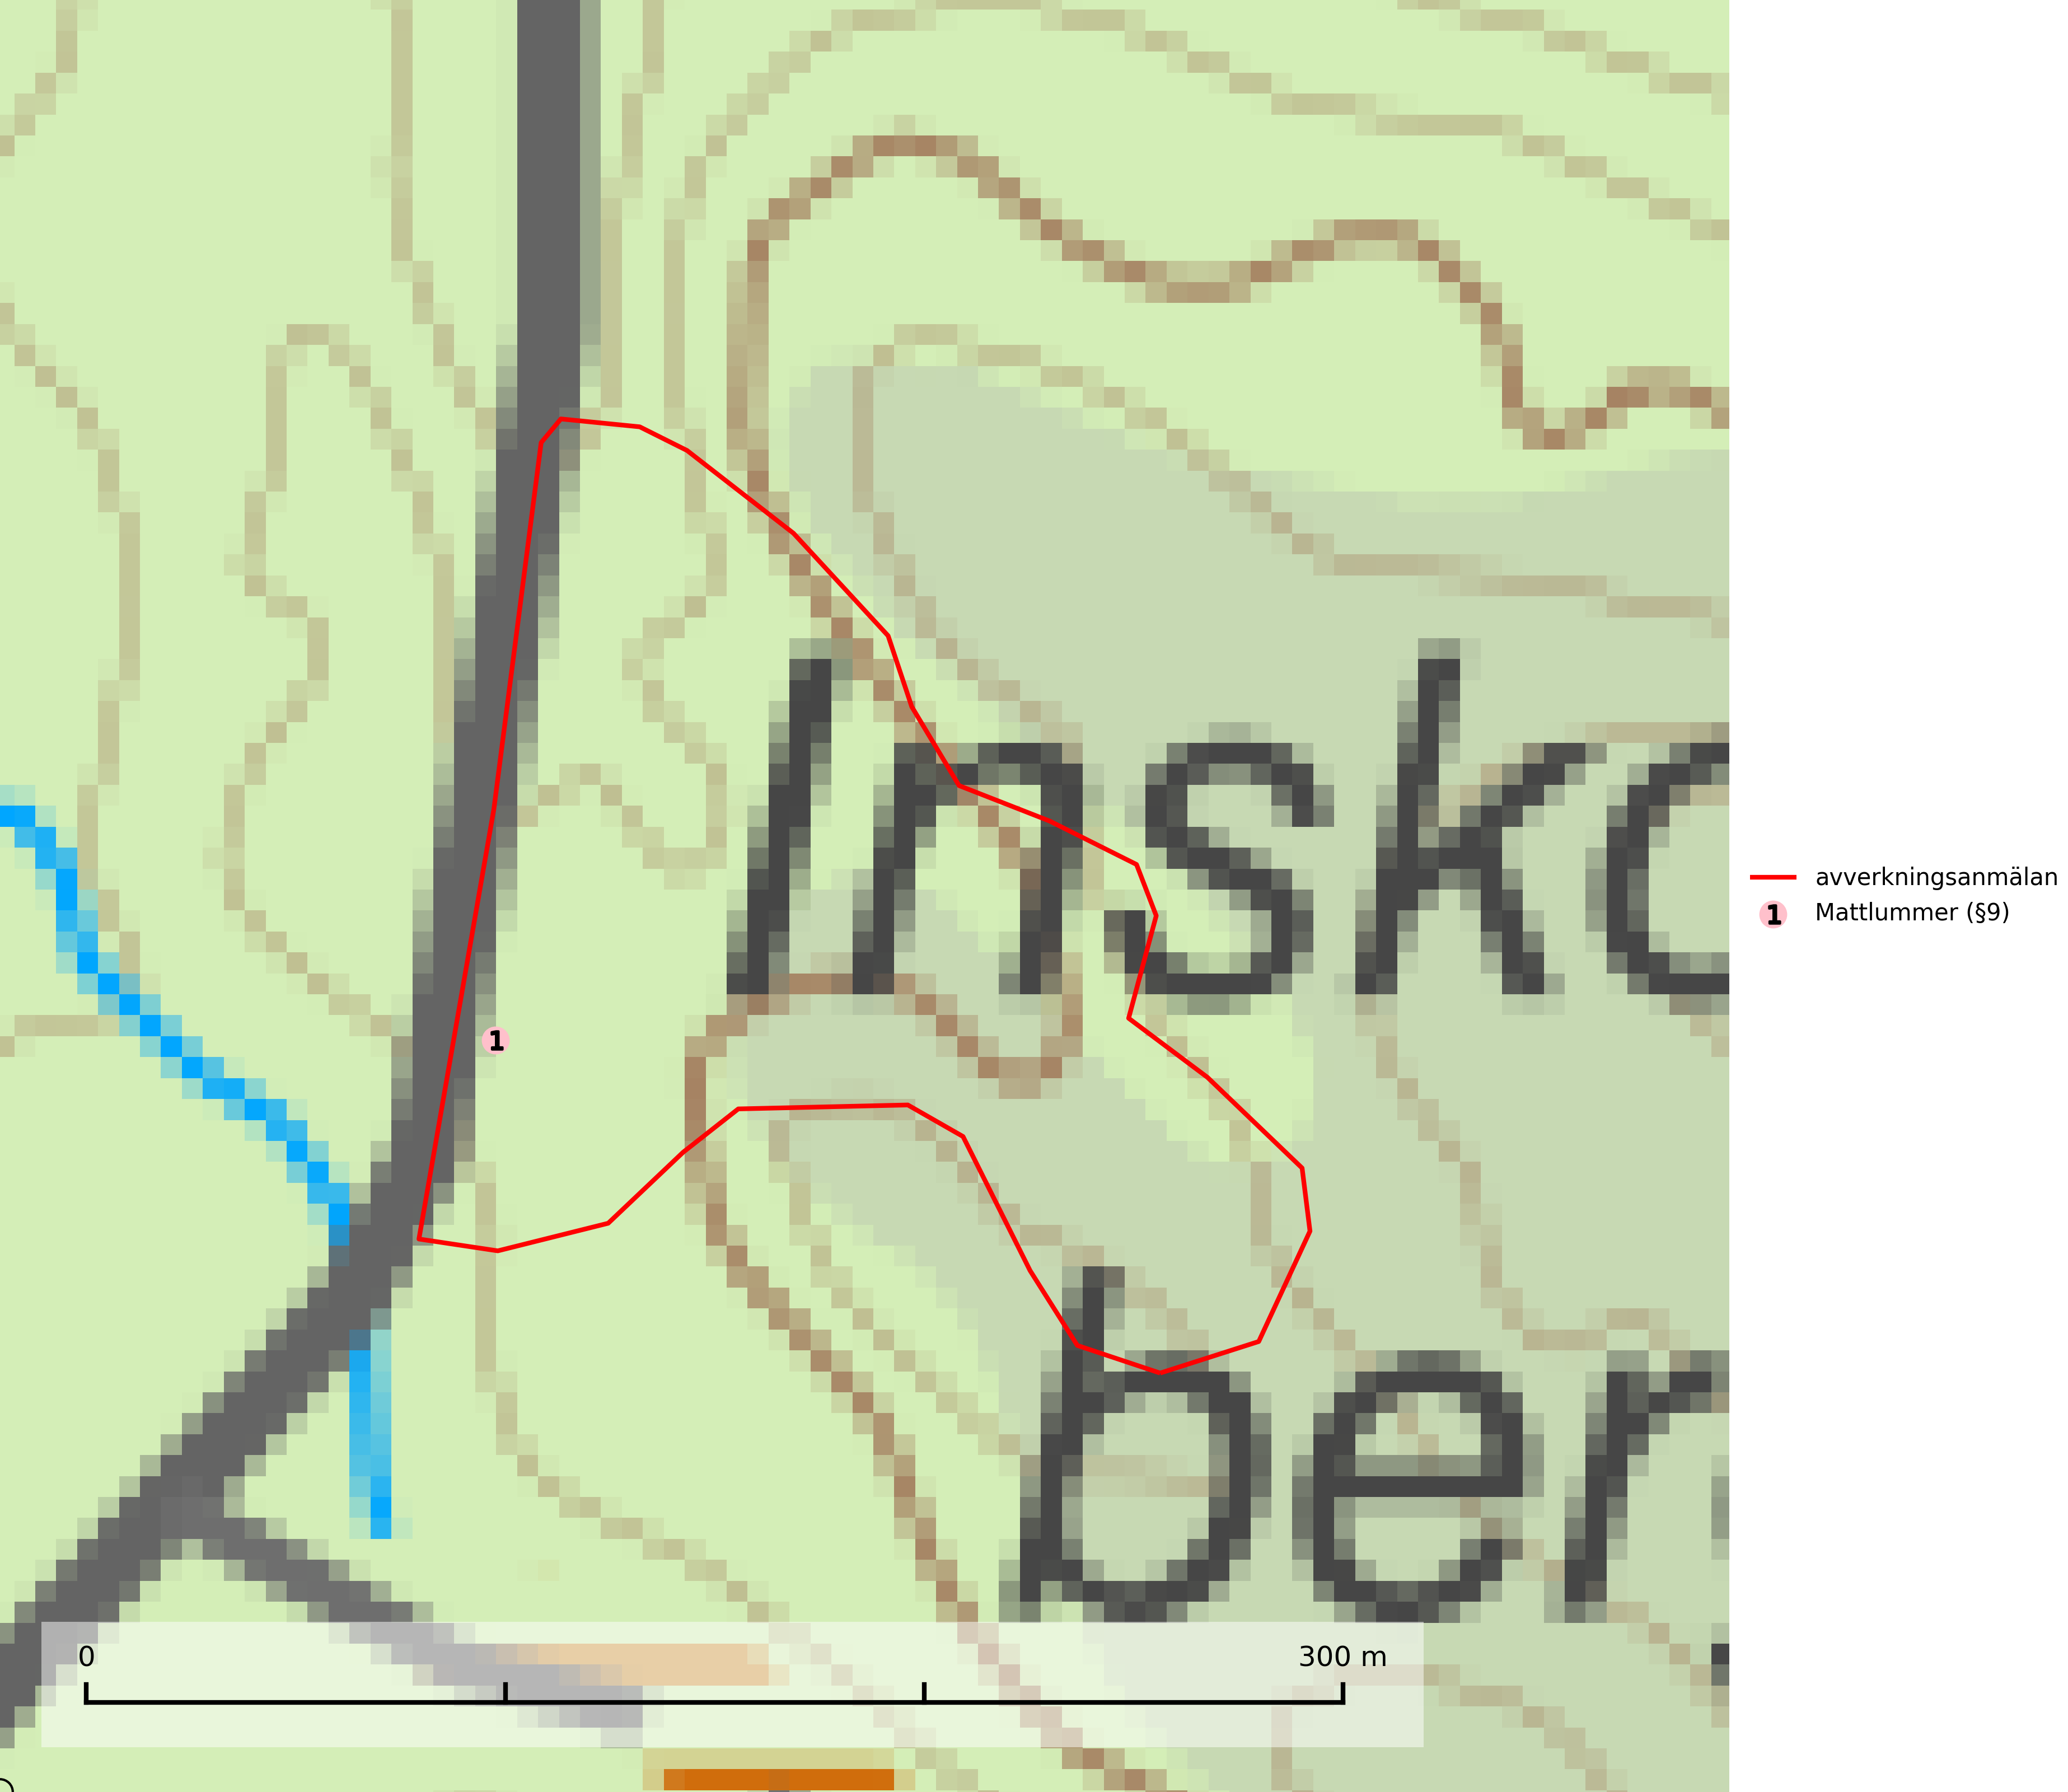 Insko
ber
1
0 300 m
avverkningsanmälan
1 Mattlummer (§9)